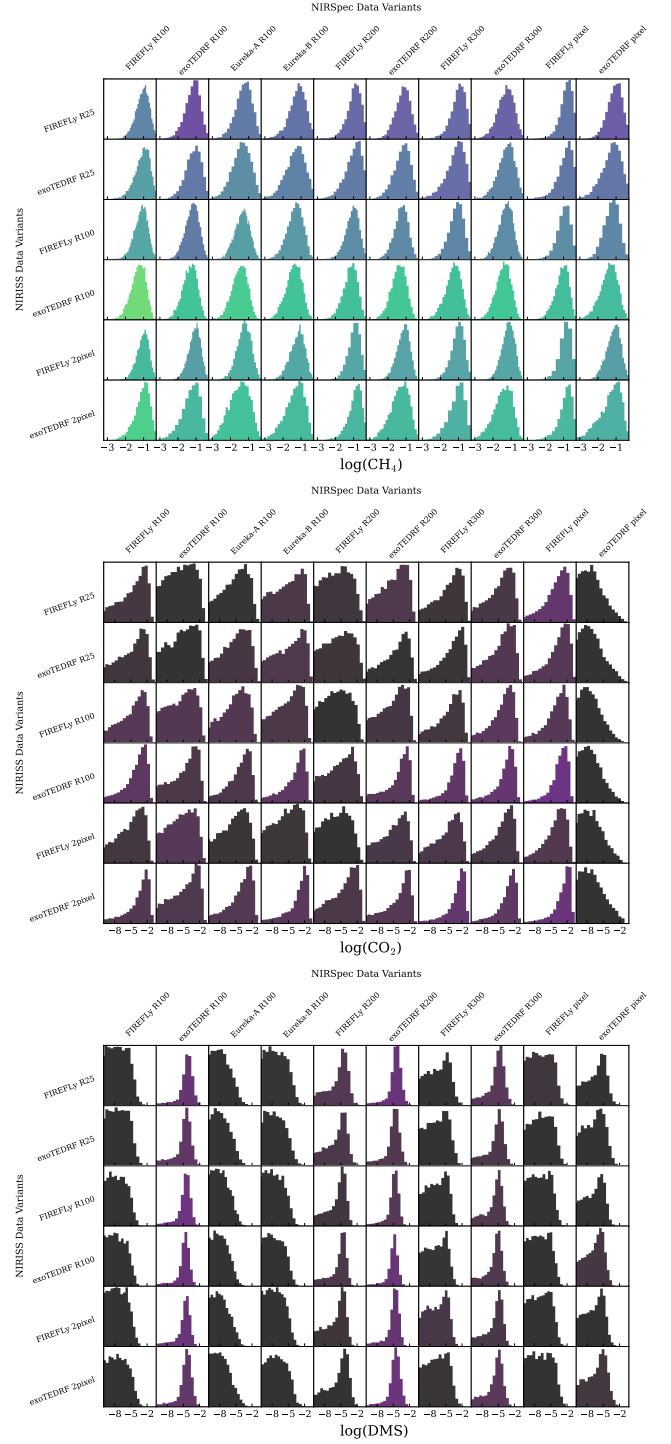 NIRSpec Data Variants
FIREFLy R100 exoTEDRF R100 Eureka-A R100 Eureka-B R100 FIREFLy R200 exoTEDRF R200 FIREFLy R300 exoTEDRF R300 FIREFLy pixel exoTEDRF pixel
NIRISS Data Variants
FIREFLy R25
exoTEDRF R25
FIREFLy R100
exoTEDRF R100
FIREFLy 2pixel
exoTEDRF 2pixel
−3 −2 −1 −3 −2 −1 −3 −2 −1 −3 −2 −1 −3 −2 −1 −3 −2 −1 −3 −2 −1 −3 −2 −1 −3 −2 −1 −3 −2 −1
log(CH₄)
NIRSpec Data Variants
FIREFLy R100 exoTEDRF R100 Eureka-A R100 Eureka-B R100 FIREFLy R200 exoTEDRF R200 FIREFLy R300 exoTEDRF R300 FIREFLy pixel exoTEDRF pixel
NIRISS Data Variants
FIREFLy R25
exoTEDRF R25
FIREFLy R100
exoTEDRF R100
FIREFLy 2pixel
exoTEDRF 2pixel
−8 −5 −2 −8 −5 −2 −8 −5 −2 −8 −5 −2 −8 −5 −2 −8 −5 −2 −8 −5 −2 −8 −5 −2 −8 −5 −2 −8 −5 −2
log(CO₂)
NIRSpec Data Variants
FIREFLy R100 exoTEDRF R100 Eureka-A R100 Eureka-B R100 FIREFLy R200 exoTEDRF R200 FIREFLy R300 exoTEDRF R300 FIREFLy pixel exoTEDRF pixel
NIRISS Data Variants
FIREFLy R25
exoTEDRF R25
FIREFLy R100
exoTEDRF R100
FIREFLy 2pixel
exoTEDRF 2pixel
−8 −5 −2 −8 −5 −2 −8 −5 −2 −8 −5 −2 −8 −5 −2 −8 −5 −2 −8 −5 −2 −8 −5 −2 −8 −5 −2 −8 −5 −2
log(DMS)